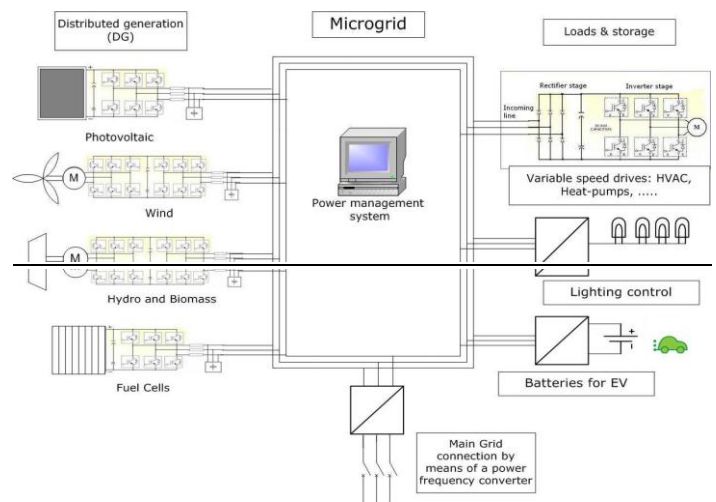 Distributed generation
(DG)
Microgrid
Loads & storage
Photovoltaic
Rectifier stage
Inverter stage
Incoming
line
M
Variable speed drives: HVAC,
Heat-pumps, .....
Power management
system
M
Wind
M
Hydro and Biomass
Lighting control
Fuel Cells
Batteries for EV
Main Grid
connection by
means of a power
frequency converter